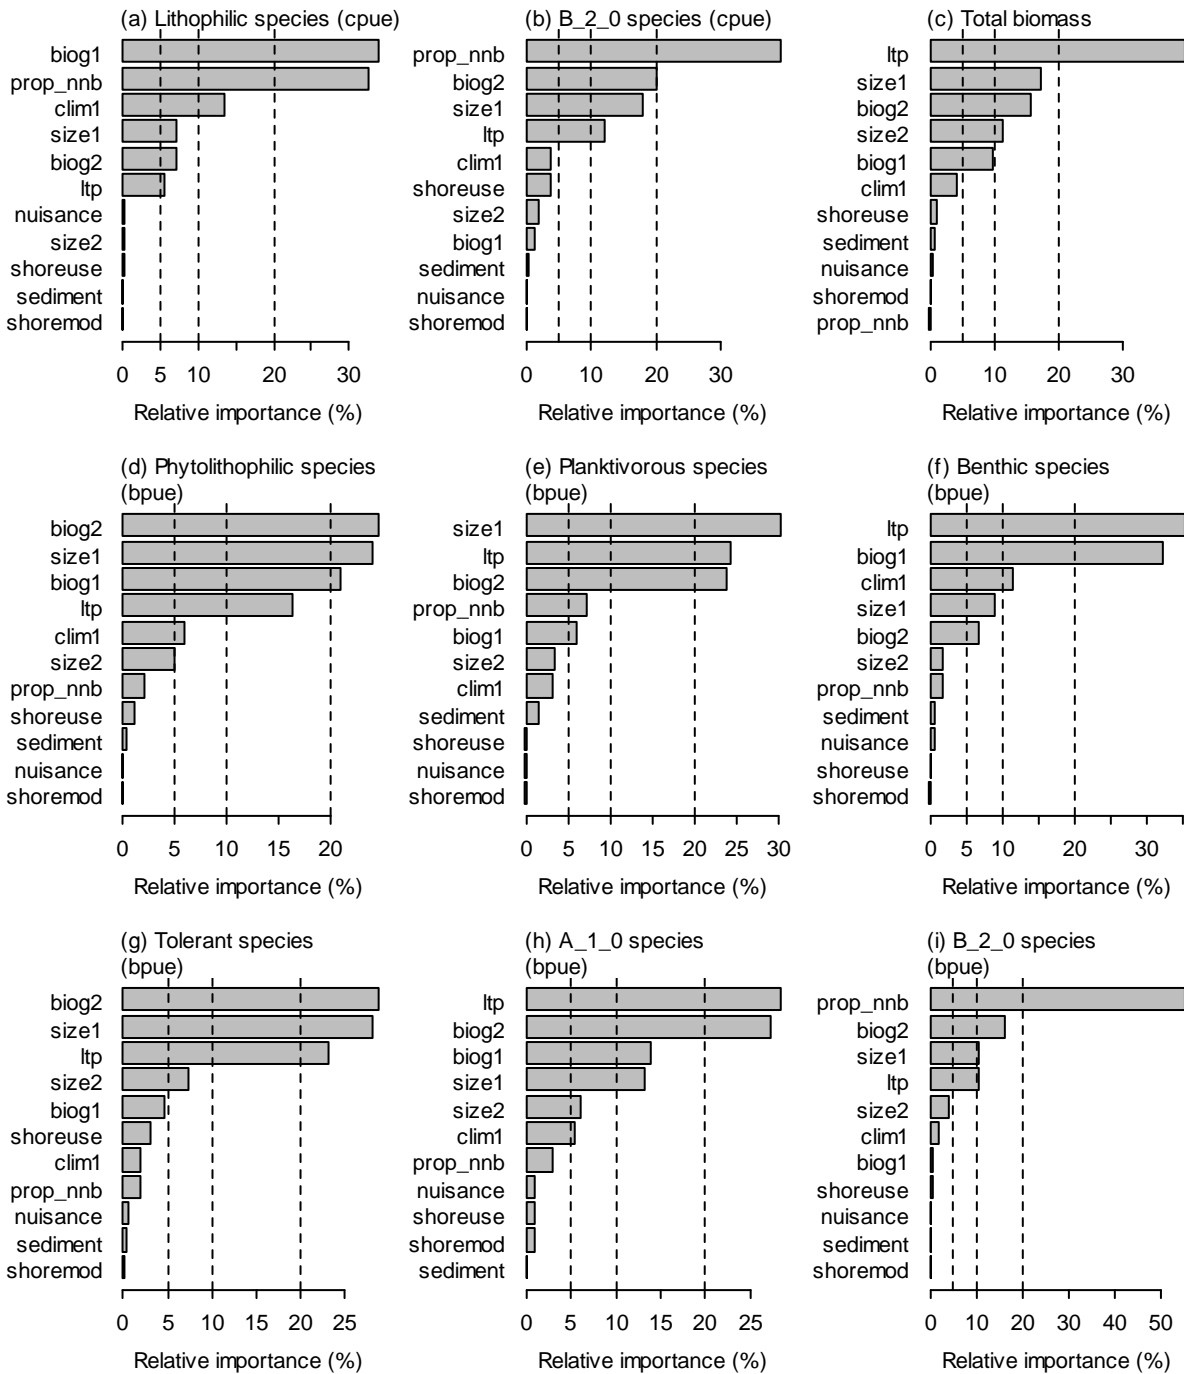 (a) Lithophilic species (cpue)
biog1
prop_nnb
clim1
size1
biog2
ltp
nuisance
size2
shoreuse
sediment
shoremod
0 5 10 20 30
Relative importance (%)
(b) B_2_0 species (cpue)
prop_nnb
biog2
size1
ltp
clim1
shoreuse
size2
biog1
sediment
nuisance
shoremod
0 5 10 20 30
Relative importance (%)
(c) Total biomass
ltp
size1
biog2
size2
biog1
clim1
shoreuse
sediment
nuisance
shoremod
prop_nnb
0 5 10 20 30
Relative importance (%)
(d) Phytolithophilic species
(bpue)
biog2
size1
biog1
ltp
clim1
size2
prop_nnb
shoreuse
sediment
nuisance
shoremod
0 5 10 15 20
Relative importance (%)
(e) Planktivorous species
(bpue)
size1
ltp
biog2
prop_nnb
biog1
size2
clim1
sediment
shoreuse
nuisance
shoremod
0 5 10 15 20 25 30
Relative importance (%)
(f) Benthic species
(bpue)
ltp
biog1
clim1
size1
biog2
size2
prop_nnb
sediment
nuisance
shoreuse
shoremod
0 5 10 20 30
Relative importance (%)
(g) Tolerant species
(bpue)
biog2
size1
ltp
size2
biog1
shoreuse
clim1
prop_nnb
nuisance
sediment
shoremod
0 5 10 15 20 25
Relative importance (%)
(h) A_1_0 species
(bpue)
ltp
biog2
biog1
size1
size2
clim1
prop_nnb
nuisance
shoreuse
shoremod
sediment
0 5 10 15 20 25
Relative importance (%)
(i) B_2_0 species
(bpue)
prop_nnb
biog2
size1
ltp
size2
clim1
biog1
shoreuse
nuisance
sediment
shoremod
0 5 10 20 30 40 50
Relative importance (%)